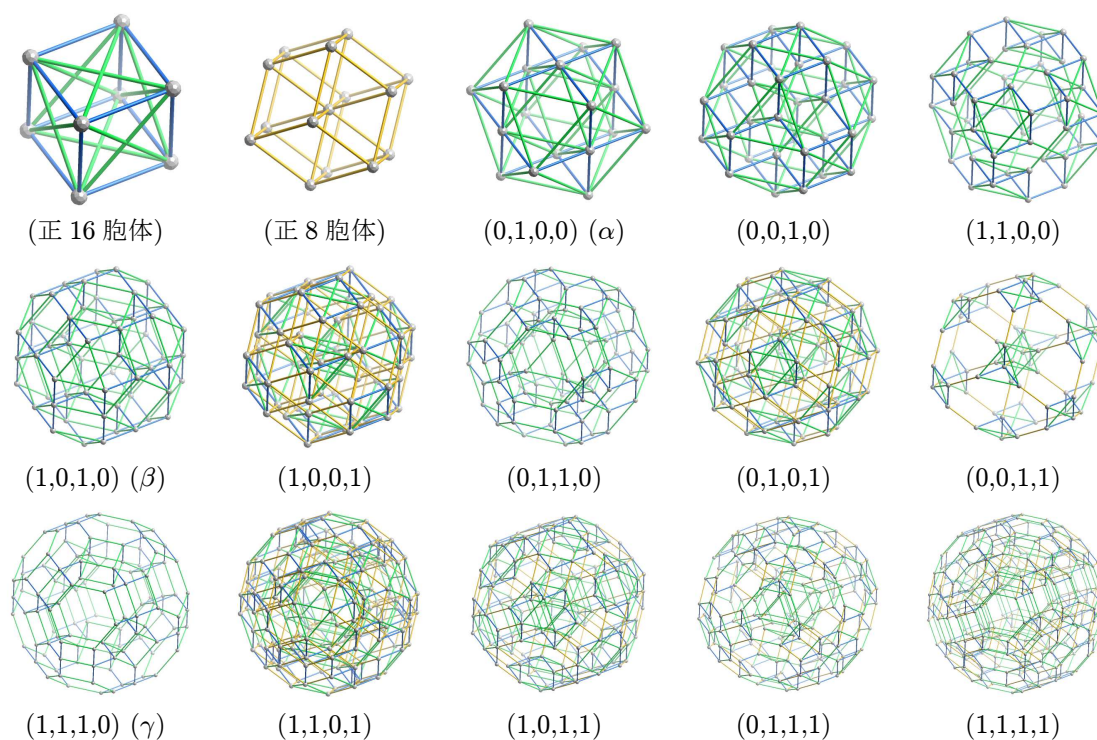 (正 16 胞体) (正 8 胞体) (0,1,0,0) (α) (0,0,1,0) (1,1,0,0)
(1,0,1,0) (β) (1,0,0,1) (0,1,1,0) (0,1,0,1) (0,0,1,1)
(1,1,1,0) (γ) (1,1,0,1) (1,0,1,1) (0,1,1,1) (1,1,1,1)